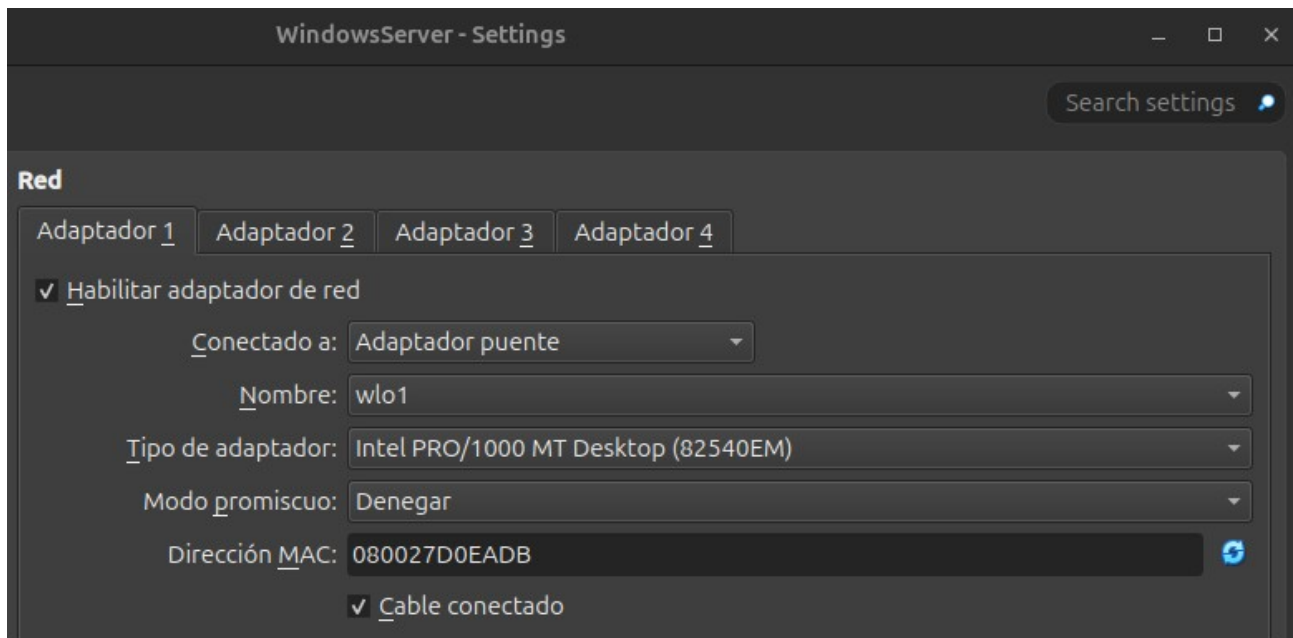 WindowsServer - Settings
Search settings
Red
Adaptador 1 Adaptador 2 Adaptador 3 Adaptador 4
Habilitar adaptador de red
Conectado a: Adaptador puente
Nombre: wlo1
Tipo de adaptador: Intel PRO/1000 MT Desktop (82540EM)
Modo promiscuo: Denegar
Dirección MAC: 080027D0EADB
Cable conectado